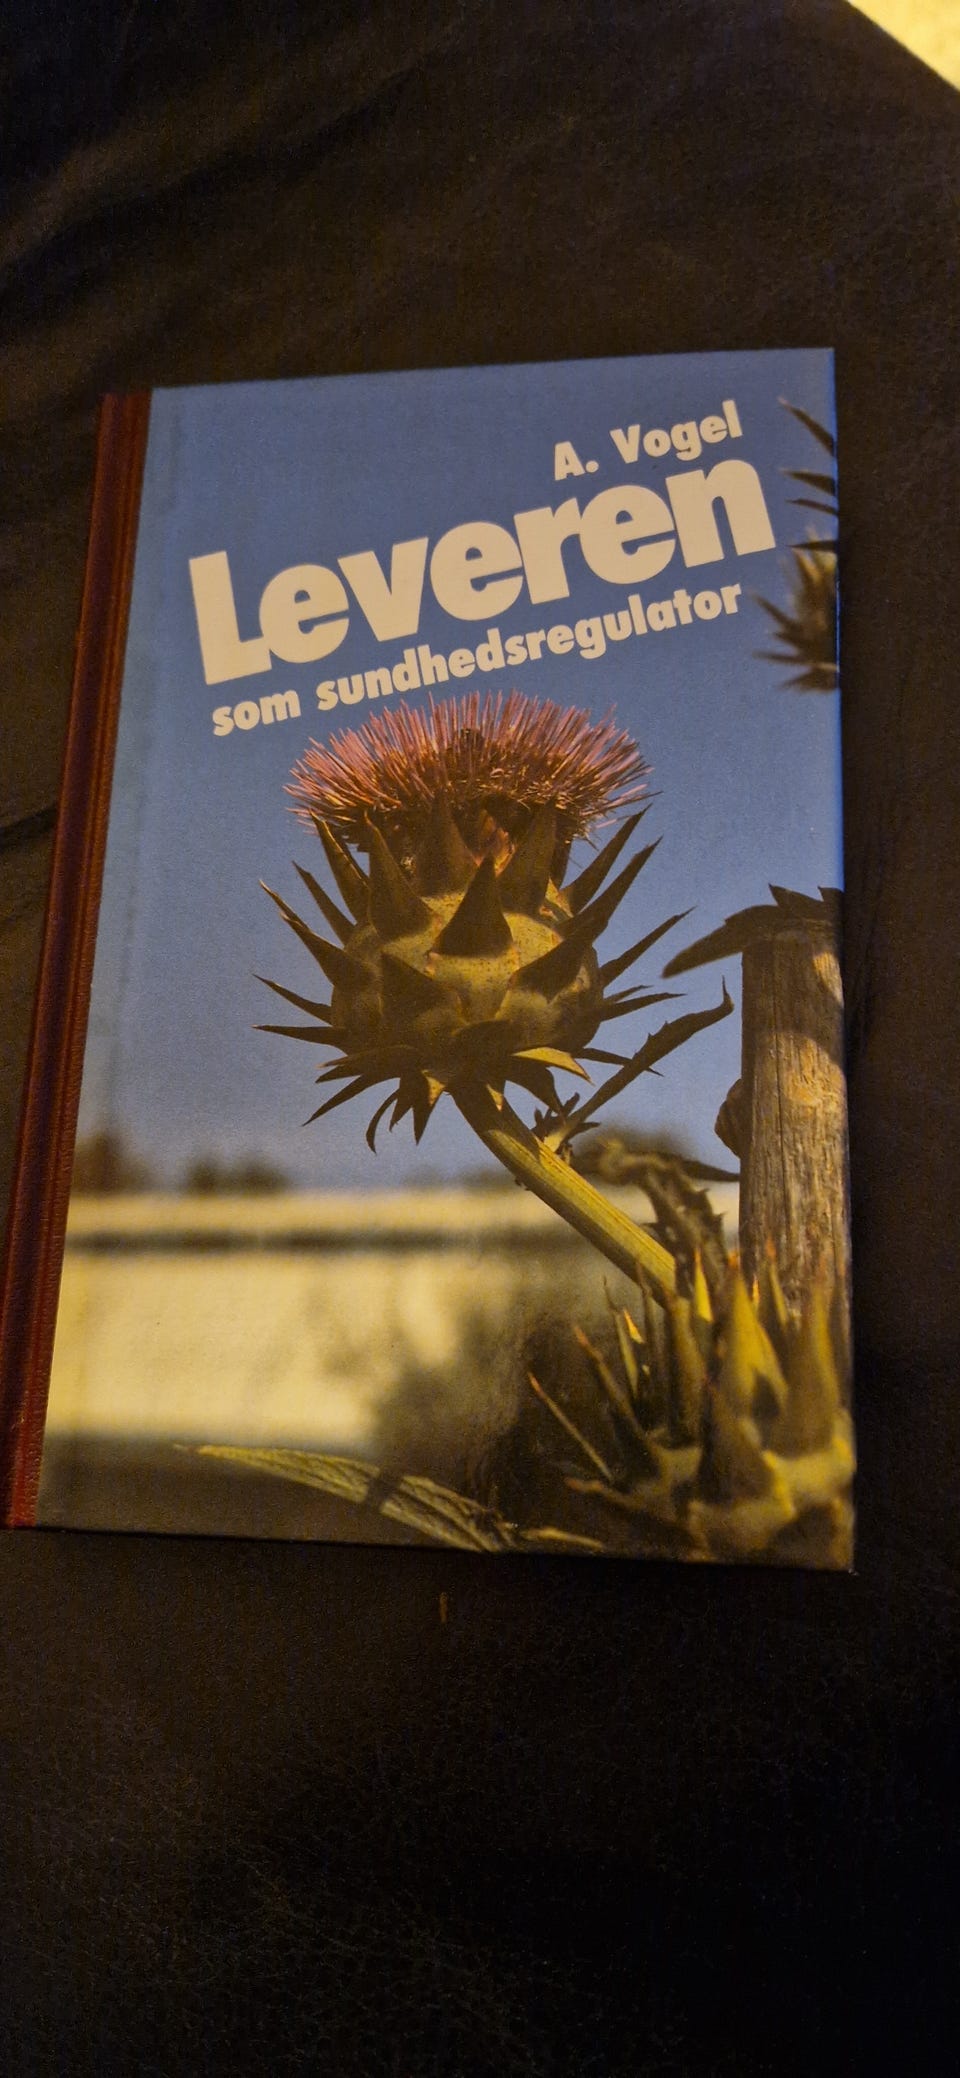 A. Vogel
Leveren
som sundhedsregulator